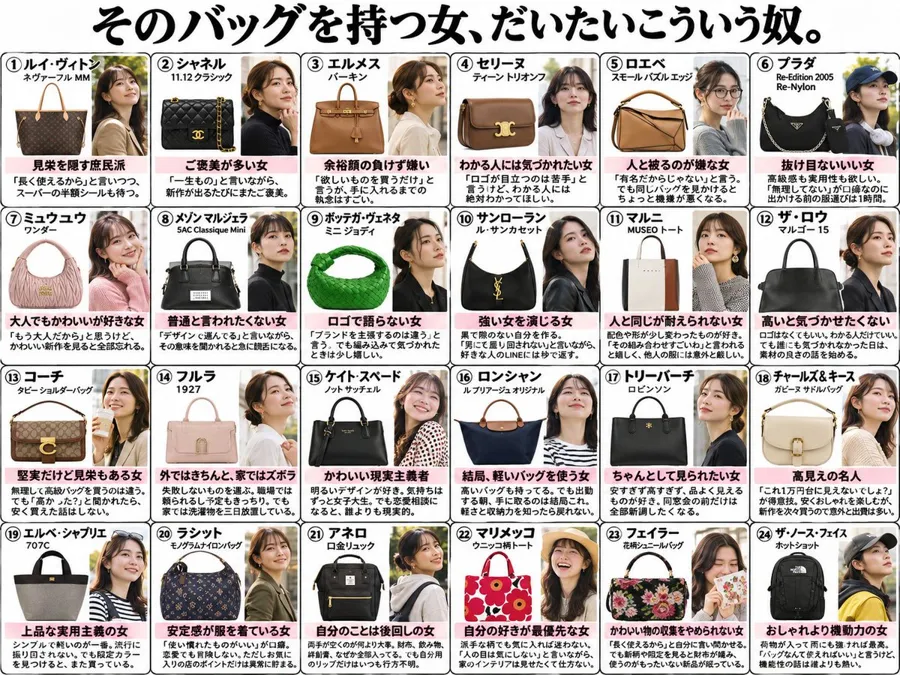 そのバッグを持つ女、だいたいこういう奴。
① ルイ・ヴィトン
ネヴァーフル MM
見栄を隠す庶民派
「長く使えるから」と言いつつ、
スーパーの半額シールも待つ。
② シャネル
11.12 クラシック
ご褒美が多い女
「一生もの」と言いながら、
新作が出るたびにまたご褒美。
③ エルメス
バーキン
余裕顔の負けず嫌い
「欲しいものを買うだけ」と
言うが、手に入れるまでの
執念はすごい。
④ セリーヌ
ティーン トリオンフ
わかる人には気づかれたい女
「ロゴが目立つのは苦手」と
言うけど、わかる人には
絶対わかってほしい。
⑤ ロエベ
スモール パズル エッジ
人と被るのが嫌な女
「有名だからじゃない」と言う。
でも同じバッグを見かけると
ちょっと機嫌が悪くなる。
⑥ プラダ
Re-Edition 2005
Re-Nylon
抜け目ないいい女
高級感も実用性も欲しい。
「無理してない」が口癖なのに
出かける前の服選びは1時間。
⑦ ミュウミュウ
ワンダー
大人でもかわいいが好きな女
「もう大人だから」と思うけど、
かわいい新作を見ると全部忘れる。
⑧ メゾン マルジェラ
5AC Classique Mini
普通と言われたくない女
「デザインで選んでる」と言いながら、
その意味を聞かれると急に饒舌になる。
⑨ ボッテガ・ヴェネタ
ミニ ジョディ
ロゴで語らない女
「ブランドを主張するのは違う」と
言う。でも編み込みで気づかれた
ときは少し嬉しい。
⑩ サンローラン
ル・サンカセット
強い女を演じる女
黒で隙のない自分を作る。
「男にて振り回されない」と言いながら、
好きな人のLINEには秒で返す。
⑪ マルニ
MUSEO トート
人と同じが耐えられない女
配色や形が少し変わったものが好き。
「その組み合わせすごいね」と言われる
と嬉しく、他人の服には意外と厳しい。
⑫ ザ・ロウ
マルゴー 15
高いと気づかせたくない
ロゴはなくてもいい。わかる人だけでいい。
でも誰にも気づかれなかった日は、
素材の良さの話を始める。
⑬ コーチ
タビー ショルダーバッグ
堅実だけど見栄もある女
無理して高級バッグを買うのは違う。
でも「高かった?」と聞かれたら、
安く買えた話はしない。
⑭ フルラ
1927
外ではきちんと、家ではズボラ
失敗しないものを選ぶ。職場では
頼られるし予定もきっちり。でも
家では洗濯物を三日放置している。
⑮ ケイト・スペード
ノット サッチェル
かわいい現実主義者
明るいデザインが好き。気持ちは
ずっと女子大生。でも恋愛相談に
なると、誰よりも現実的。
⑯ ロンシャン
ル プリアージュ オリジナル
結局、軽いバッグを使う女
高いバッグも持ってる。でも出勤
する朝、手に取るのは結局これ。
軽さと収納力を知ったら戻れない。
⑰ トリーバーチ
ロビンソン
ちゃんとして見られたい女
安すぎず高すぎず、品よく見える
ものが好き。同窓会の前だけは
全部新調したくなる。
⑱ チャールズ&キース
ガビーヌ サドルバッグ
高見えの名人
「これ1万円台に見えないでしょ?」が
が得意技。安くおしゃれを楽しむが、
新作を次々買うので意外と出費は多い。
⑲ エルベ・シャプリエ
707C
上品な実用主義の女
シンプルで軽いのが一番。流行に
振り回されない。でも限定カラー
を見つけると、また買っている。
⑳ ラシット
モノグラムナイロンバッグ
安定感が服を着ている女
「使い慣れたものがいい」が口癖。
恋愛でも冒険しない。ただしお気に
入りの店のポイントだけは異常に貯まる。
㉑ アネロ
口金リュック
自分のことは後回しの女
両手が空くのが何より大事。財布、飲み物、
絆創膏、なぜか全部入ってる。でも自分用
のリップだけはいつも行方不明。
㉒ マリメッコ
ウニッコ柄トート
自分の好きが最優先な女
派手な柄でも気に入れば迷わない。
「人の目は気にしない」と言いながら、
家のインテリアは見せたくて仕方ない。
㉓ フェイラー
花柄シュニールバッグ
かわいい物の収集をやめられない女
「長く使えるから」と自分に言い聞かせる。
でも新柄や限定を見ると財布が緩み、
使うのがもったいない新品が眠っている。
㉔ ザ・ノース・フェイス
ホットショット
おしゃれより機動力の女
荷物が入って雨にも強ければ最高。
「バッグなんて使えればいい」と言うけど、
機能性の話は誰よりも熱い。